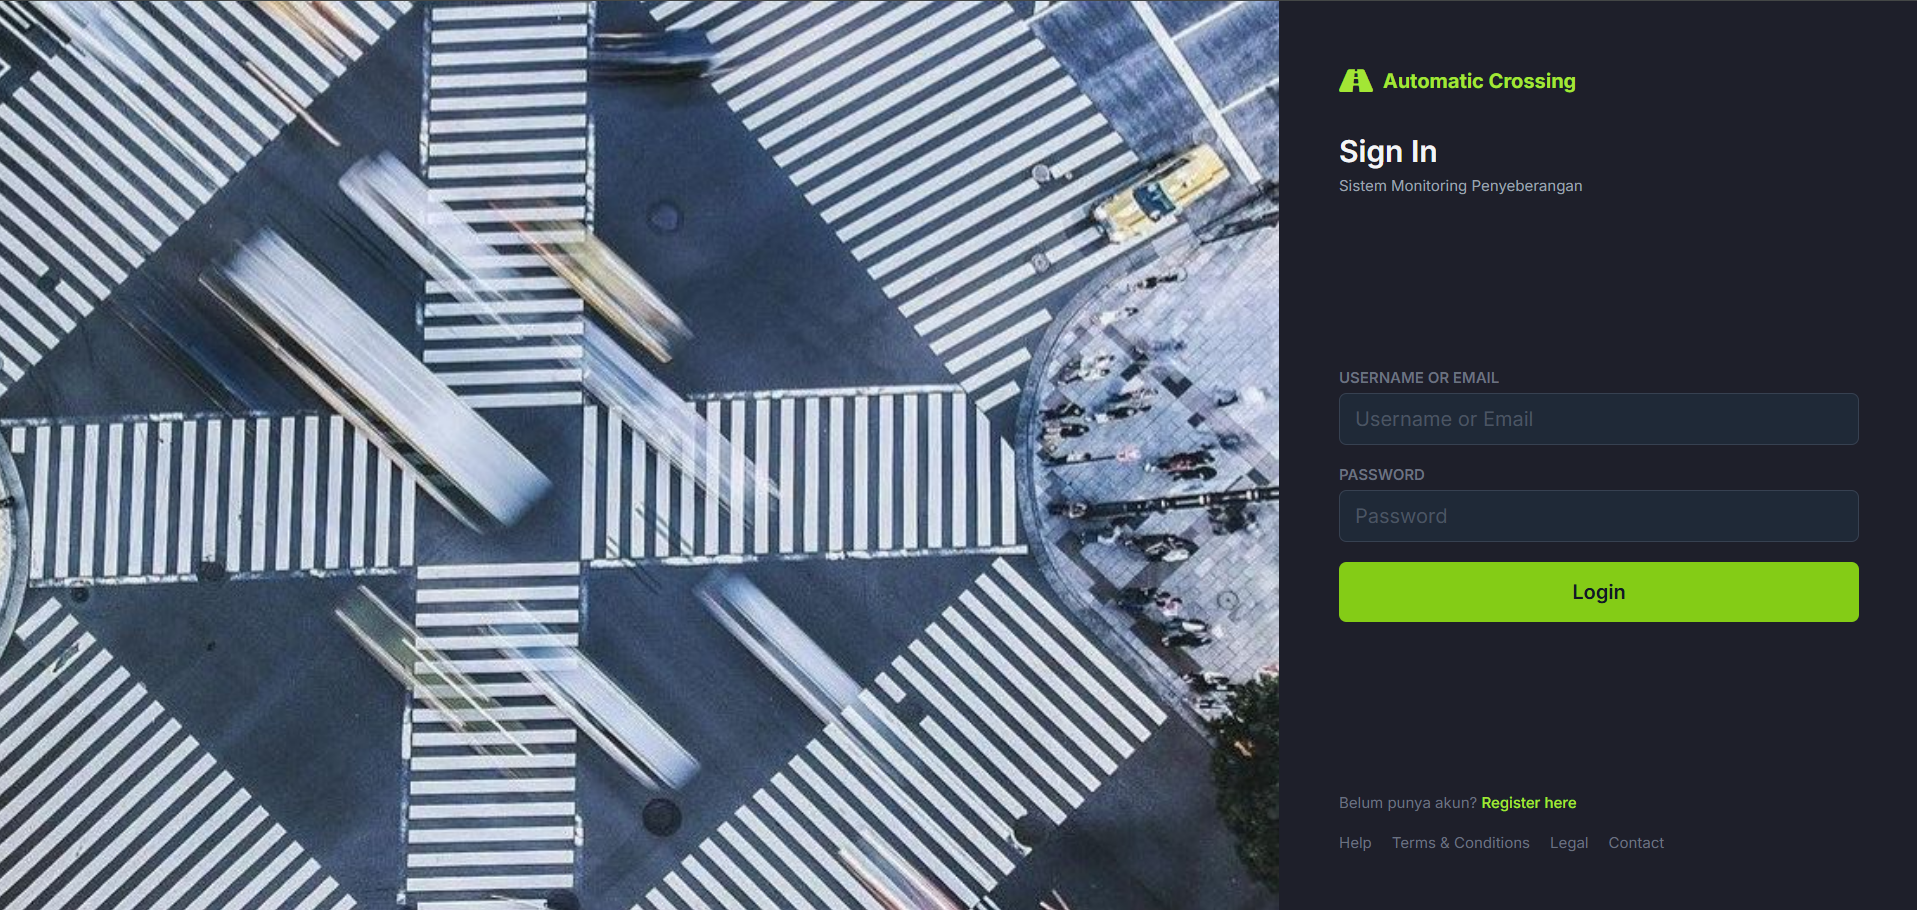 Automatic Crossing
Sign In
Sistem Monitoring Penyeberangan
USERNAME OR EMAIL
Username or Email
PASSWORD
Password
Login
Belum punya akun? Register here
Help Terms & Conditions Legal Contact